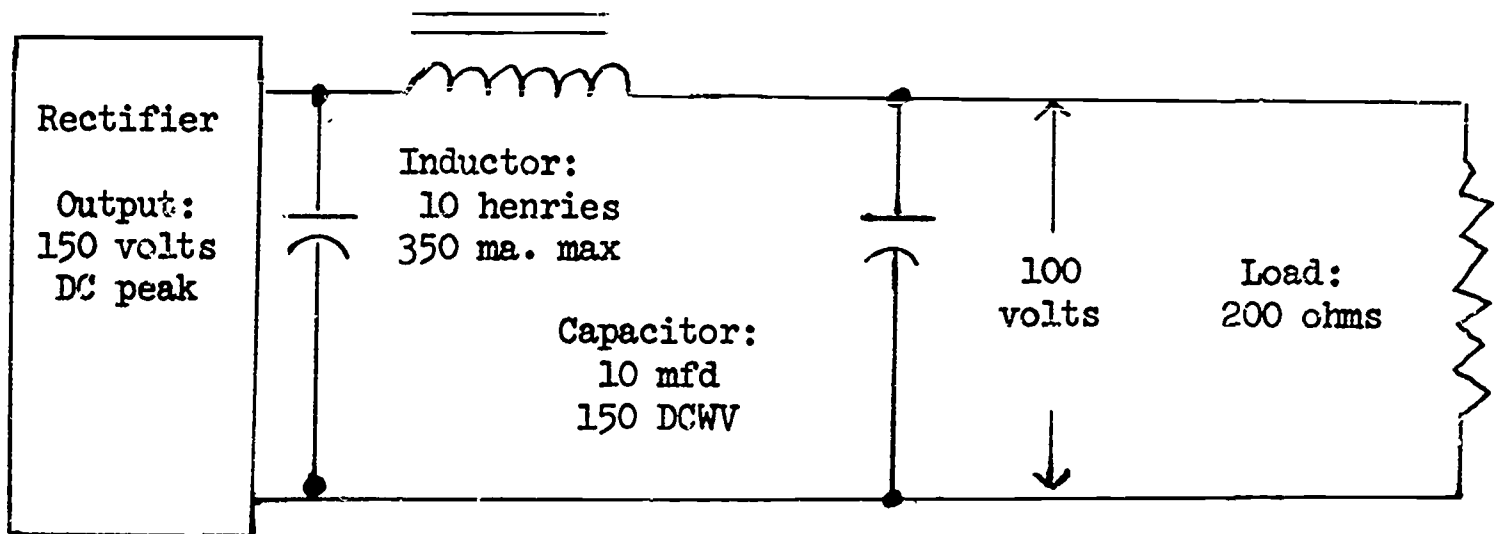 Rectifier
Output:
150 volts
DC peak
Inductor:
10 henries
350 ma. max
Capacitor:
10 mfd
150 DCWV
100
volts
Load:
200 ohms